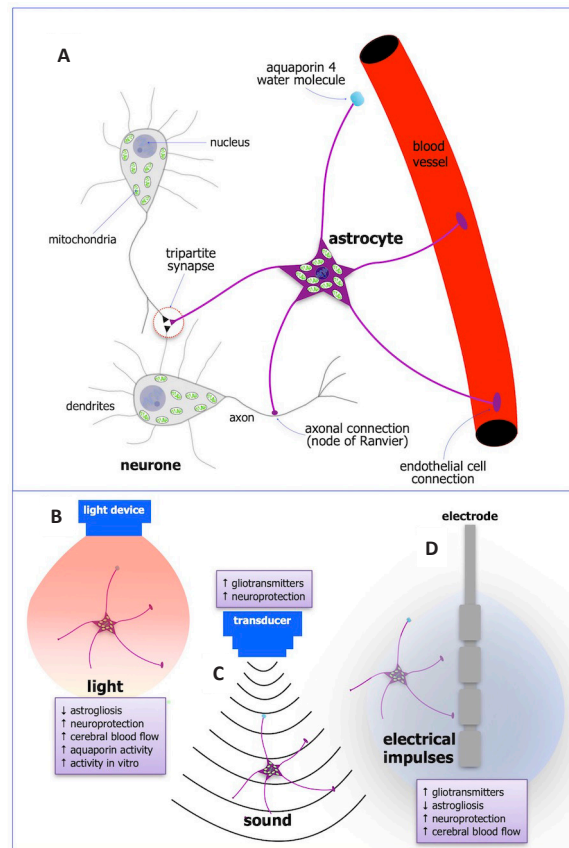 A
aquaporin 4
water molecule
nucleus
blood
vessel
mitochondria
astrocyte
tripartite
synapse
dendrites
axon
axonal connection
(node of Ranvier)
neurone
endothelial cell
connection
B
light device
light
↓ astrogliosis
↑ neuroprotection
↑ cerebral blood flow
↑ aquaporin activity
↑ activity in vitro
↑ gliotransmitters
↑ neuroprotection
transducer
C
sound
electrode
D
electrical
impulses
↑ gliotransmitters
↓ astrogliosis
↑ neuroprotection
↑ cerebral blood flow